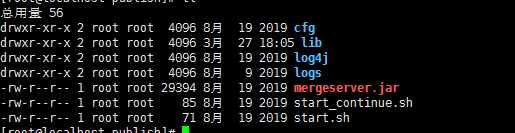 [root@localhost publish]# ll
总用量 56
drwxr-xr-x 2 root root 4096 8月 19 2019 cfg
drwxr-xr-x 2 root root 4096 3月 27 18:05 lib
drwxr-xr-x 2 root root 4096 8月 19 2019 log4j
drwxr-xr-x 2 root root 4096 8月 9 2019 logs
-rw-r--r-- 1 root root 29394 8月 19 2019 mergeserver.jar
-rw-r--r-- 1 root root 85 8月 19 2019 start_continue.sh
-rw-r--r-- 1 root root 71 8月 19 2019 start.sh
[root@localhost publish]#